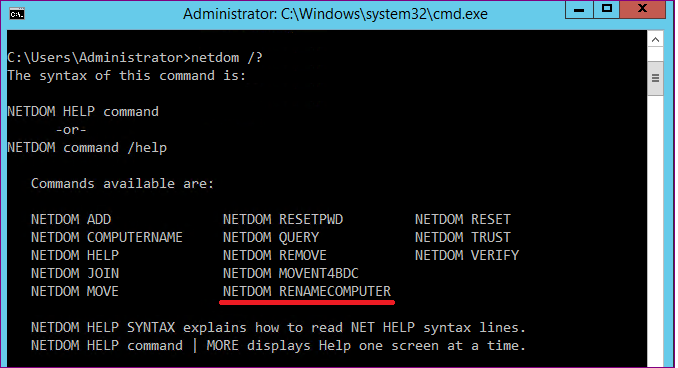 Administrator: C:\Windows\system32\cmd.exe
C:\Users\Administrator>netdom /?
The syntax of this command is:
NETDOM HELP command
-or-
NETDOM command /help
Commands available are:
NETDOM ADD NETDOM RESETPWD NETDOM RESET
NETDOM COMPUTERNAME NETDOM QUERY NETDOM TRUST
NETDOM HELP NETDOM REMOVE NETDOM VERIFY
NETDOM JOIN NETDOM MOVENT4BDC
NETDOM MOVE NETDOM RENAMECOMPUTER
NETDOM HELP SYNTAX explains how to read NET HELP syntax lines.
NETDOM HELP command | MORE displays Help one screen at a time.